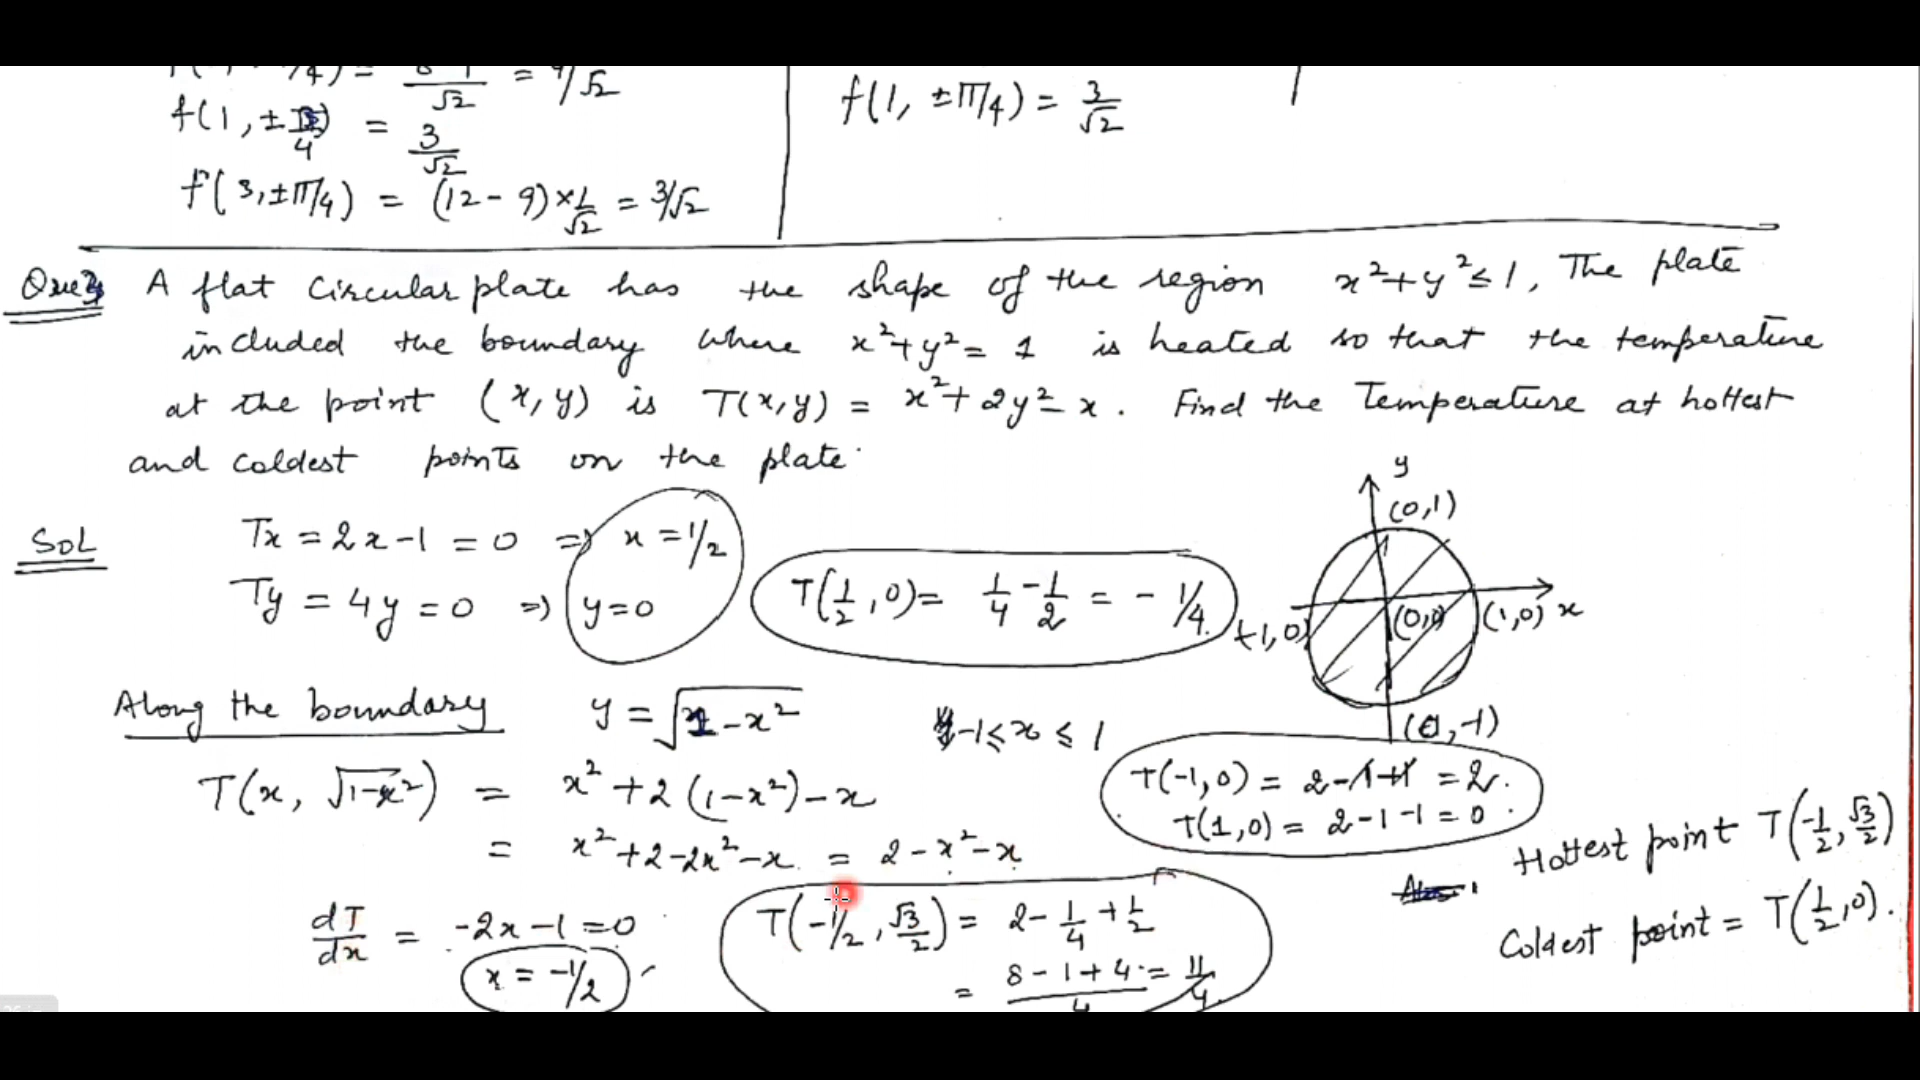 = 9/√2
f(1, ±π/4) = 3/√2
f(3, ±π/4) = (12-9)×1/√2 = 3/√2
f(1, ±π/4) = 3/√2
Que3 A flat circular plate has the shape of the region x²+y²≤1, The plate
included the boundary where x²+y²=1 is heated so that the temperature
at the point (x,y) is T(x,y) = x²+2y²-x. Find the Temperature at hottest
and coldest points on the plate.
Sol Tx = 2x-1 = 0 ⇒ x = 1/2
Ty = 4y = 0 ⇒ y=0
T(1/2,0) = 1/4 - 1/2 = -1/4.
y
(0,1)
(-1,0) (0,0) (1,0) x
(0,-1)
Along the boundary y = √1-x² -1≤x≤1
T(x, √1-x²) = x²+2(1-x²)-x
= x²+2-2x²-x = 2-x²-x
T(-1,0) = 2-1+1 = 2.
T(1,0) = 2-1-1 = 0
dT/dx = -2x-1=0
x = -1/2
T(-1/2, √3/2) = 2 - 1/4 + 1/2
= 8-1+4/4 = 11/4
Hottest point T(-1/2, √3/2)
Coldest point = T(1/2,0).